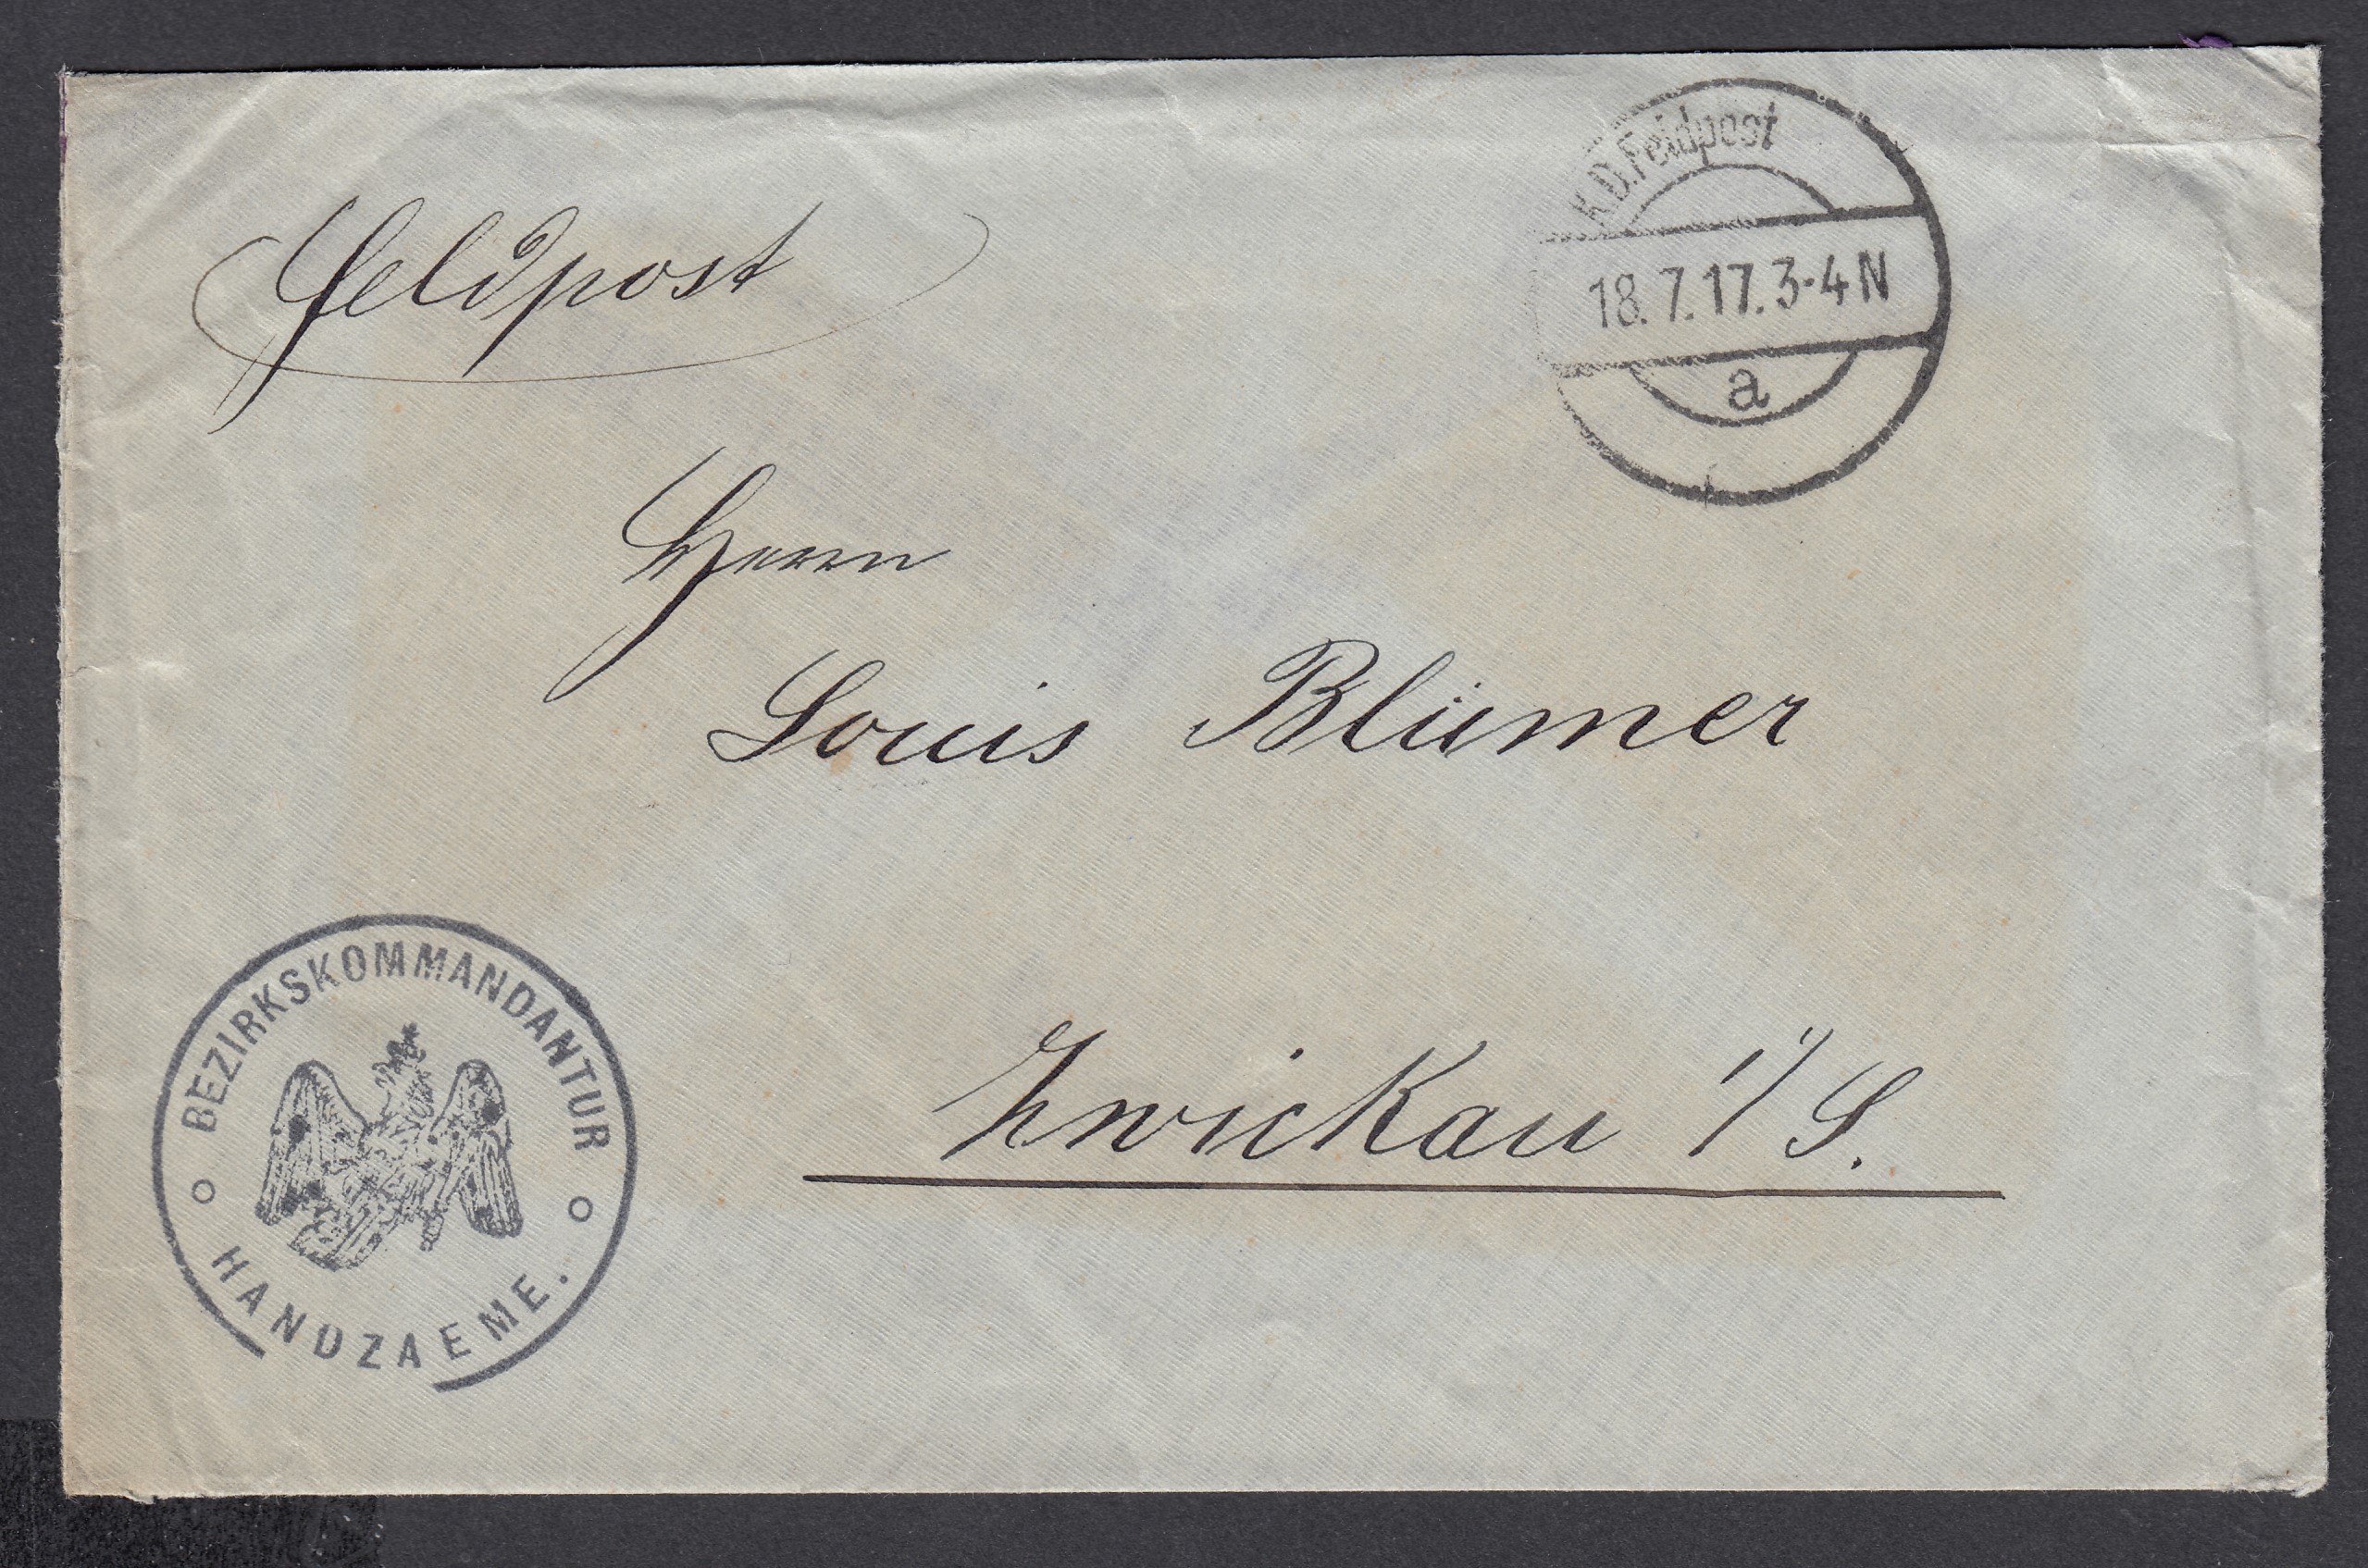 K.D.Feldpost
18.7.17.3-4N
a
Feldpost
Herrn
Louis Blümer
Zwickau i/S.
BEZIRKSKOMMANDANTUR
HANDZAEME.